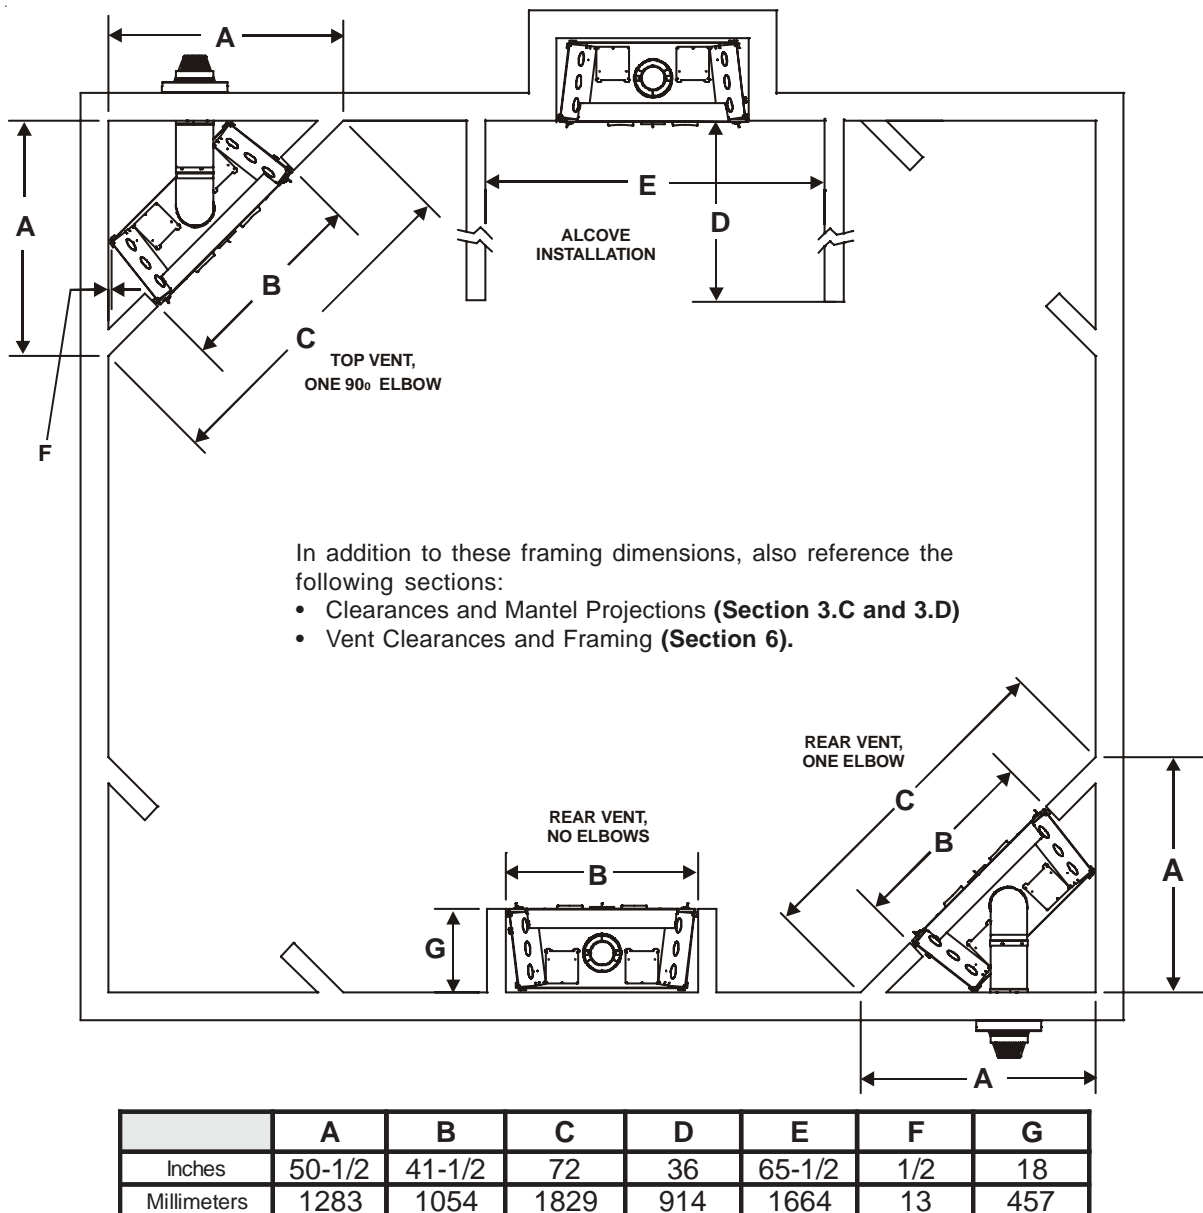 A
A
F
B
C
TOP VENT,
ONE 90⁰ ELBOW
E
D
ALCOVE
INSTALLATION
In addition to these framing dimensions, also reference the
following sections:
• Clearances and Mantel Projections (Section 3.C and 3.D)
• Vent Clearances and Framing (Section 6).
REAR VENT,
ONE ELBOW
C
B
A
A
REAR VENT,
NO ELBOWS
B
G
A B C D E F G
Inches 50-1/2 41-1/2 72 36 65-1/2 1/2 18
Millimeters 1283 1054 1829 914 1664 13 457